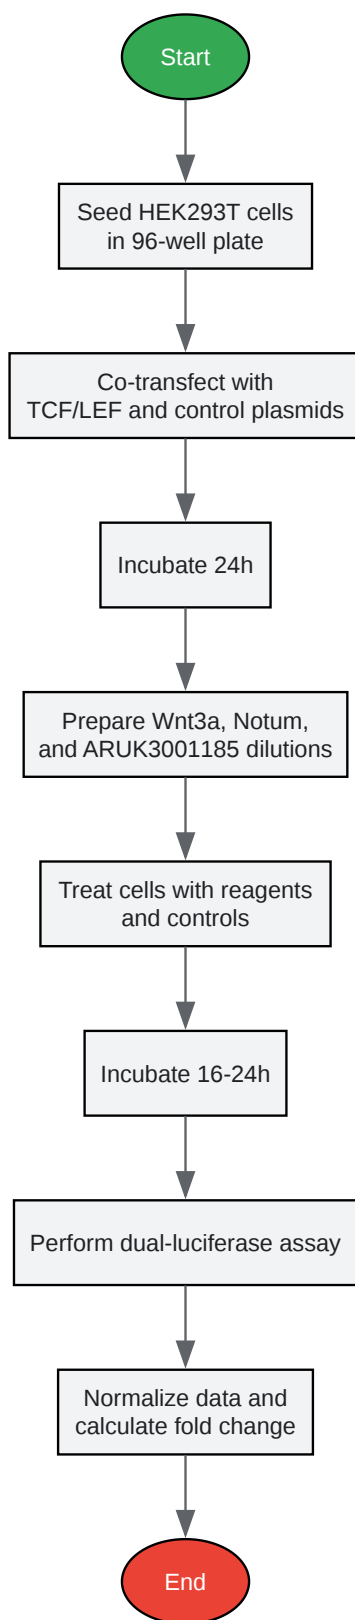 Start
Seed HEK293T cells
in 96-well plate
Co-transfect with
TCF/LEF and control plasmids
Incubate 24h
Prepare Wnt3a, Notum,
and ARUK3001185 dilutions
Treat cells with reagents
and controls
Incubate 16-24h
Perform dual-luciferase assay
Normalize data and
calculate fold change
End